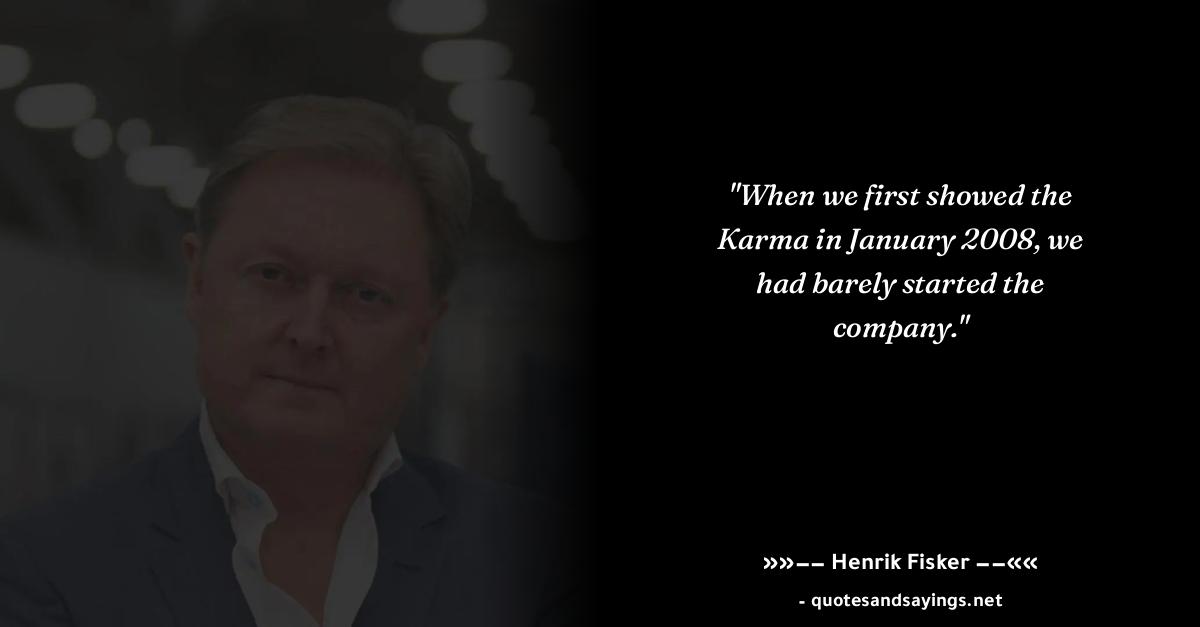 "When we first showed the
Karma in January 2008, we
had barely started the
company."
»»–– Henrik Fisker ––««
- quotesandsayings.net